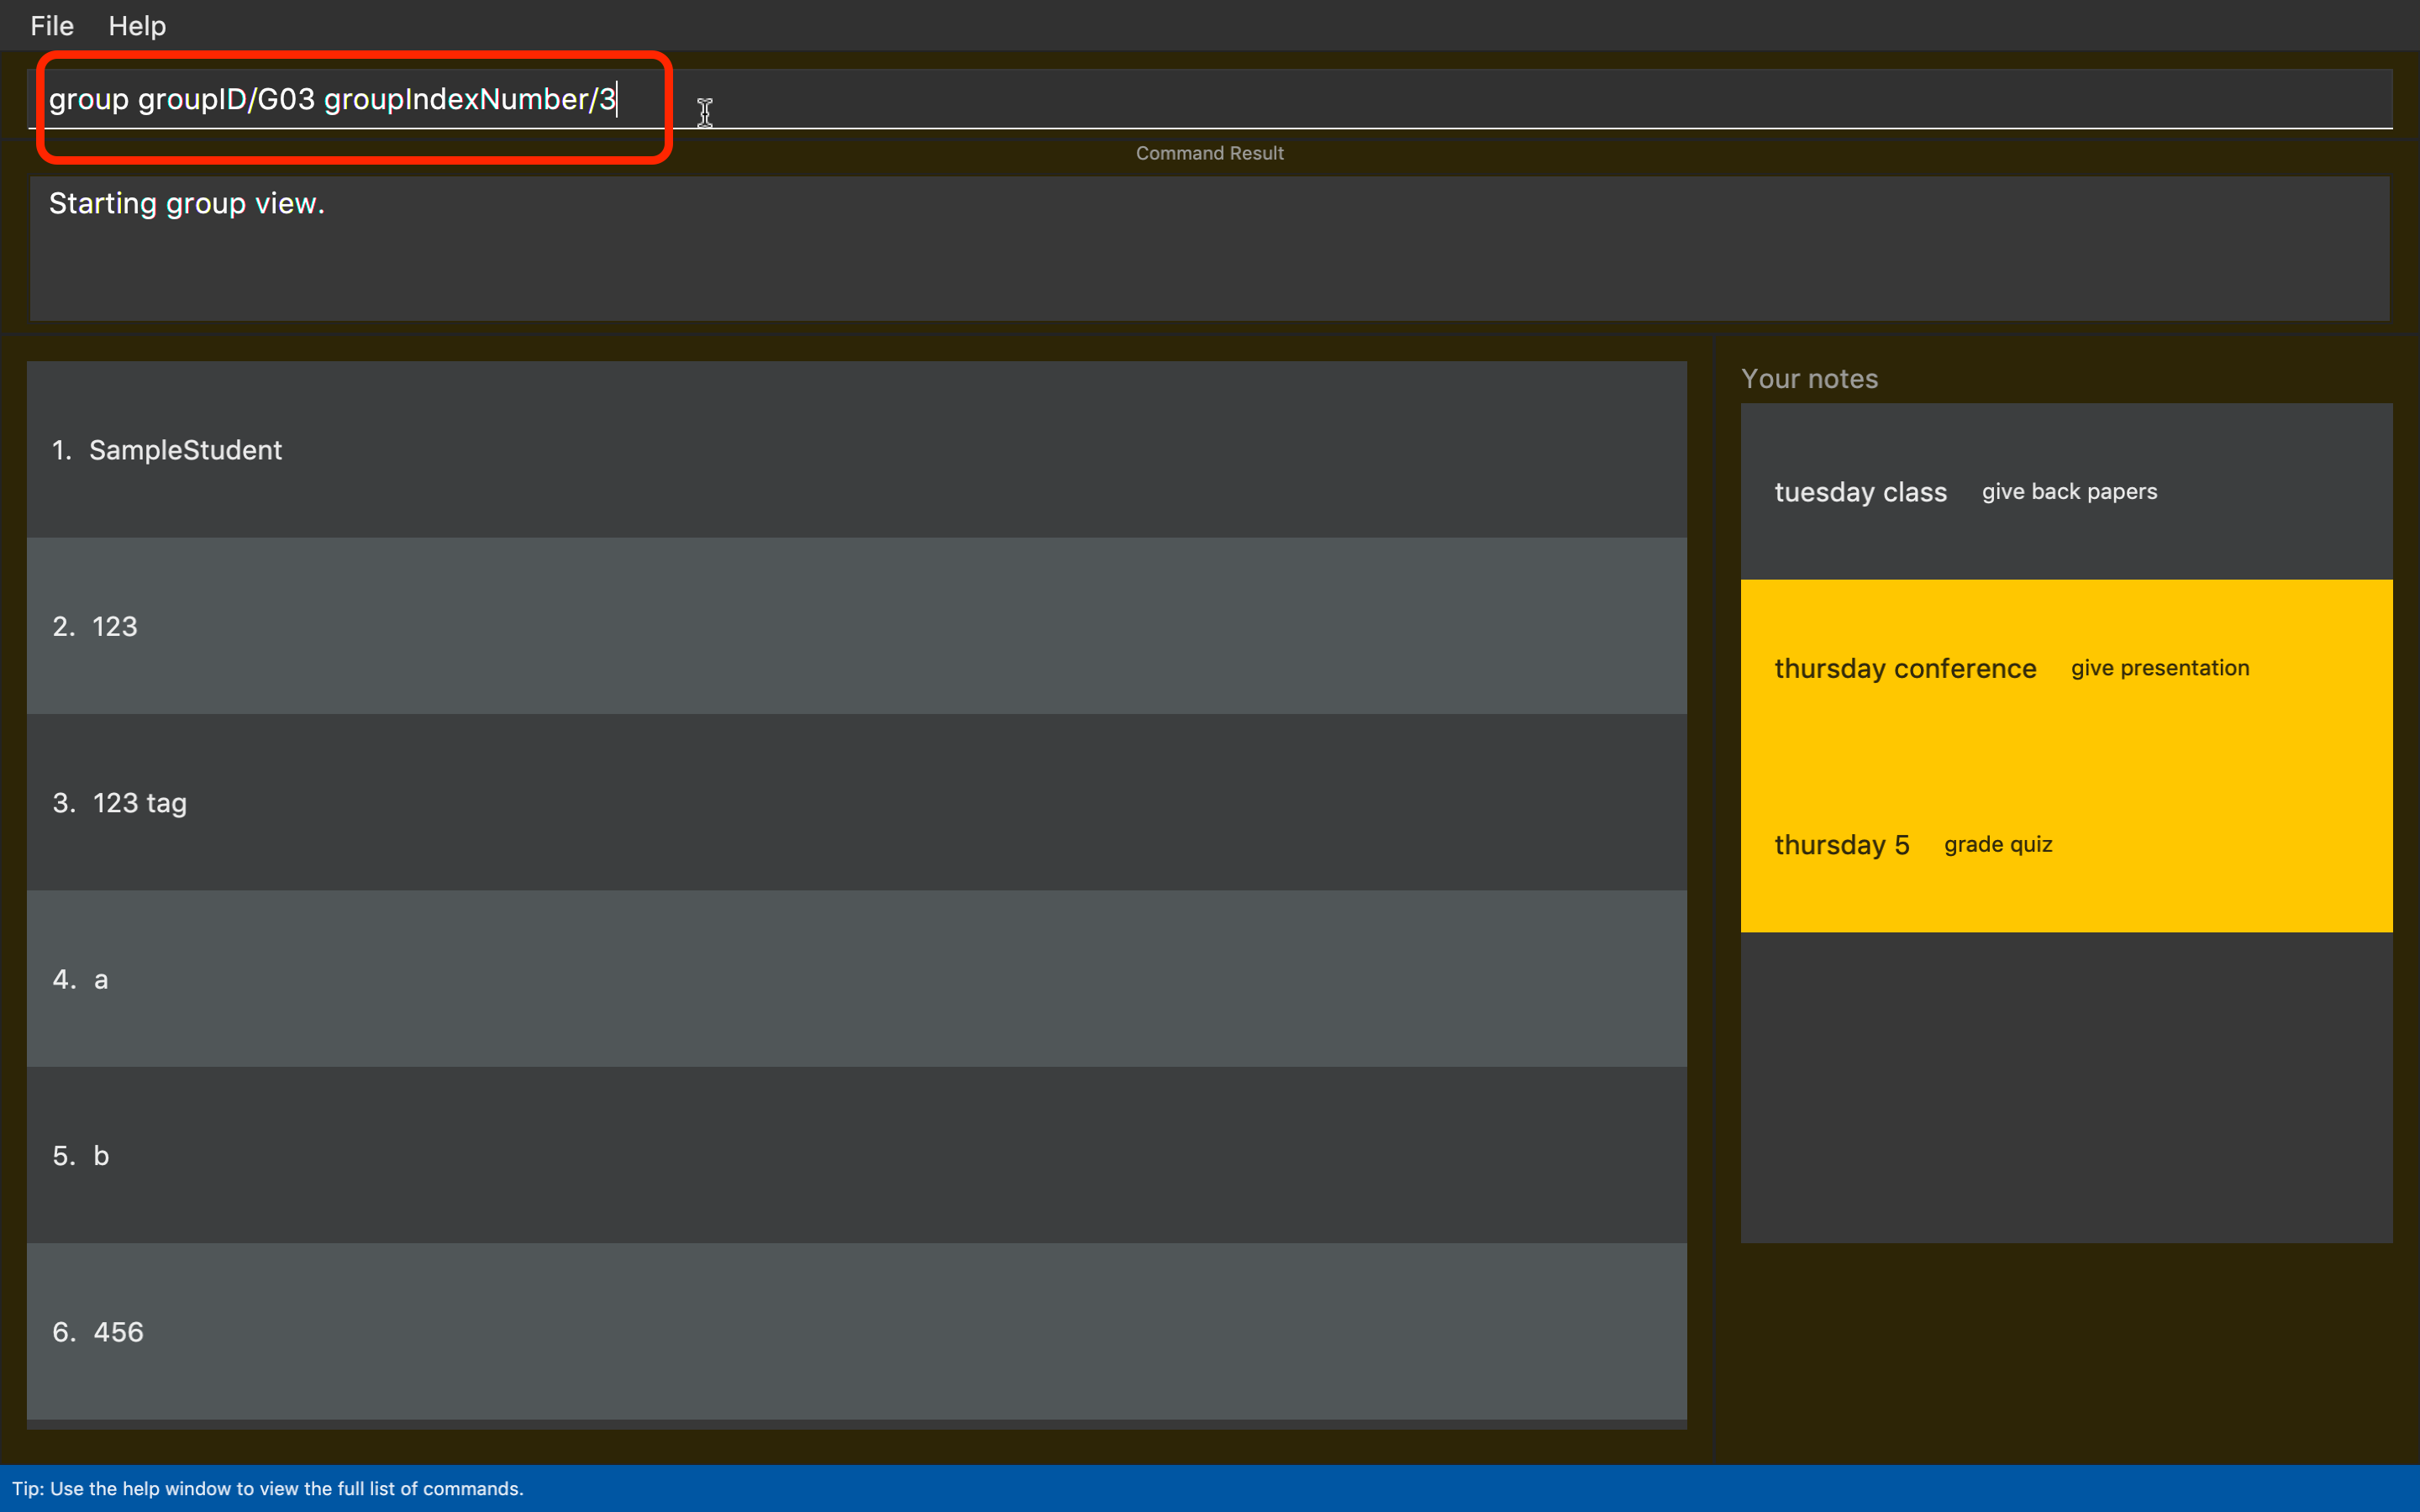 File Help
group groupID/G03 groupIndexNumber/3
Command Result
Starting group view.
1. SampleStudent
2. 123
3. 123 tag
4. a
5. b
6. 456
Your notes
tuesday class give back papers
thursday conference give presentation
thursday 5 grade quiz
Tip: Use the help window to view the full list of commands.